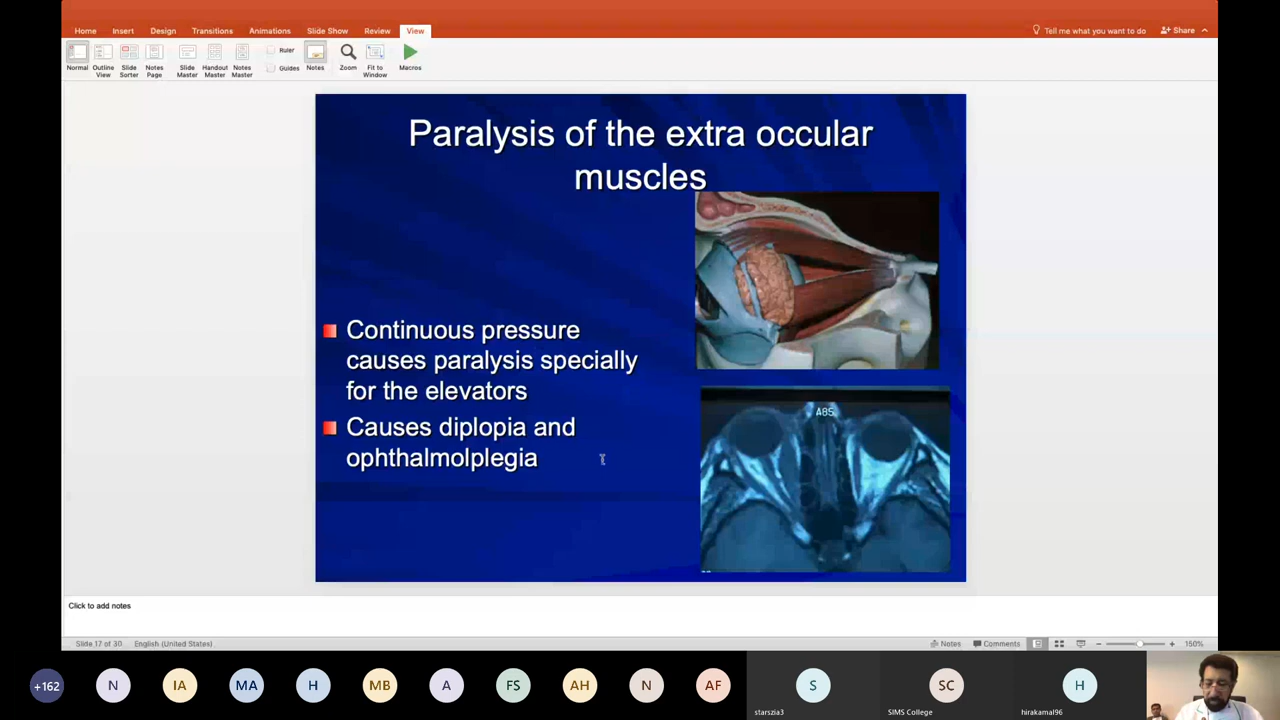 Home Insert Design Transitions Animations Slide Show Review View
Tell me what you want to do Share
Ruler
Guides
Normal Outline View Slide Sorter Notes Page Slide Master Handout Master Notes Master Notes Zoom Fit to Window Macros
Paralysis of the extra occular
muscles
Continuous pressure
causes paralysis specially
for the elevators
Causes diplopia and
ophthalmolplegia
A85
Click to add notes
Slide 17 of 30 English (United States) Notes Comments 150%
+162 N IA MA H MB A FS AH N AF S SC H
starszia3 SIMS College hirakamal96